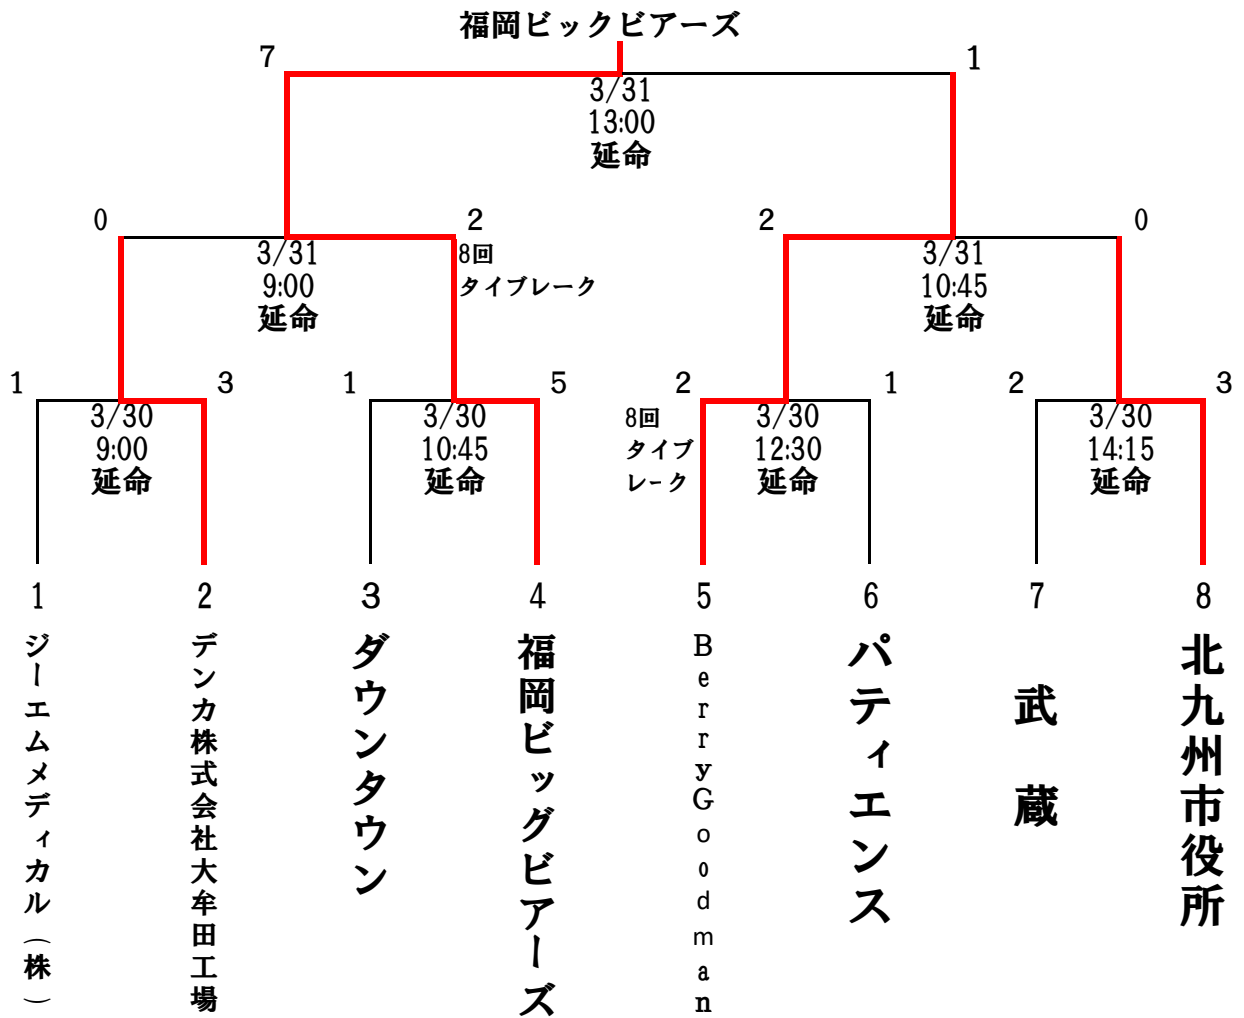 福岡ビックビアーズ
7
1
3/31
13:00
延命
0
2
2
0
3/31
9:00
延命
8回
タイブレーク
3/31
10:45
延命
1
3
1
5
2
1
2
3
3/30
9:00
延命
3/30
10:45
延命
8回
タイブ
レーク
3/30
12:30
延命
3/30
14:15
延命
1
2
3
4
5
6
7
8
ジーエムメディカル（株）
デンカ株式会社大牟田工場
ダウンタウン
福岡ビッグビアーズ
BerryGoodman
パティエンス
武蔵
北九州市役所